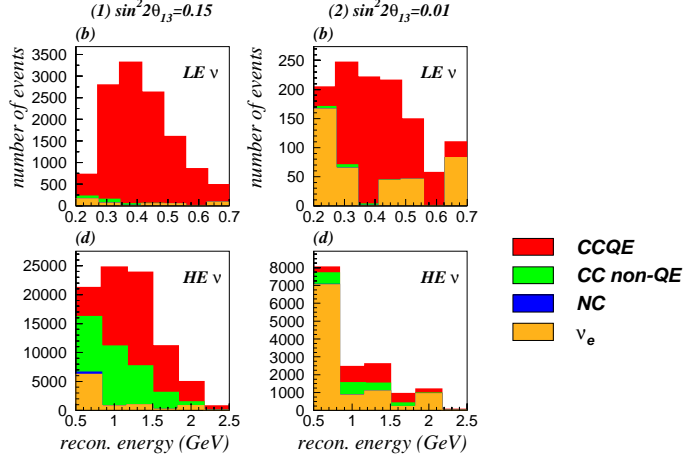 (1) sin²2θ₁₃=0.15
(2) sin²2θ₁₃=0.01
(b)
(b)
LE ν
LE ν
number of events
3500
3000
2500
2000
1500
1000
500
0
0.2 0.3 0.4 0.5 0.6 0.7
number of events
250
200
150
100
50
0
0.2 0.3 0.4 0.5 0.6 0.7
(d)
(d)
HE ν
HE ν
25000
20000
15000
10000
5000
0
0.5 1 1.5 2 2.5
recon. energy (GeV)
8000
7000
6000
5000
4000
3000
2000
1000
0
0.5 1 1.5 2 2.5
recon. energy (GeV)
CCQE
CC non-QE
NC
νₑ